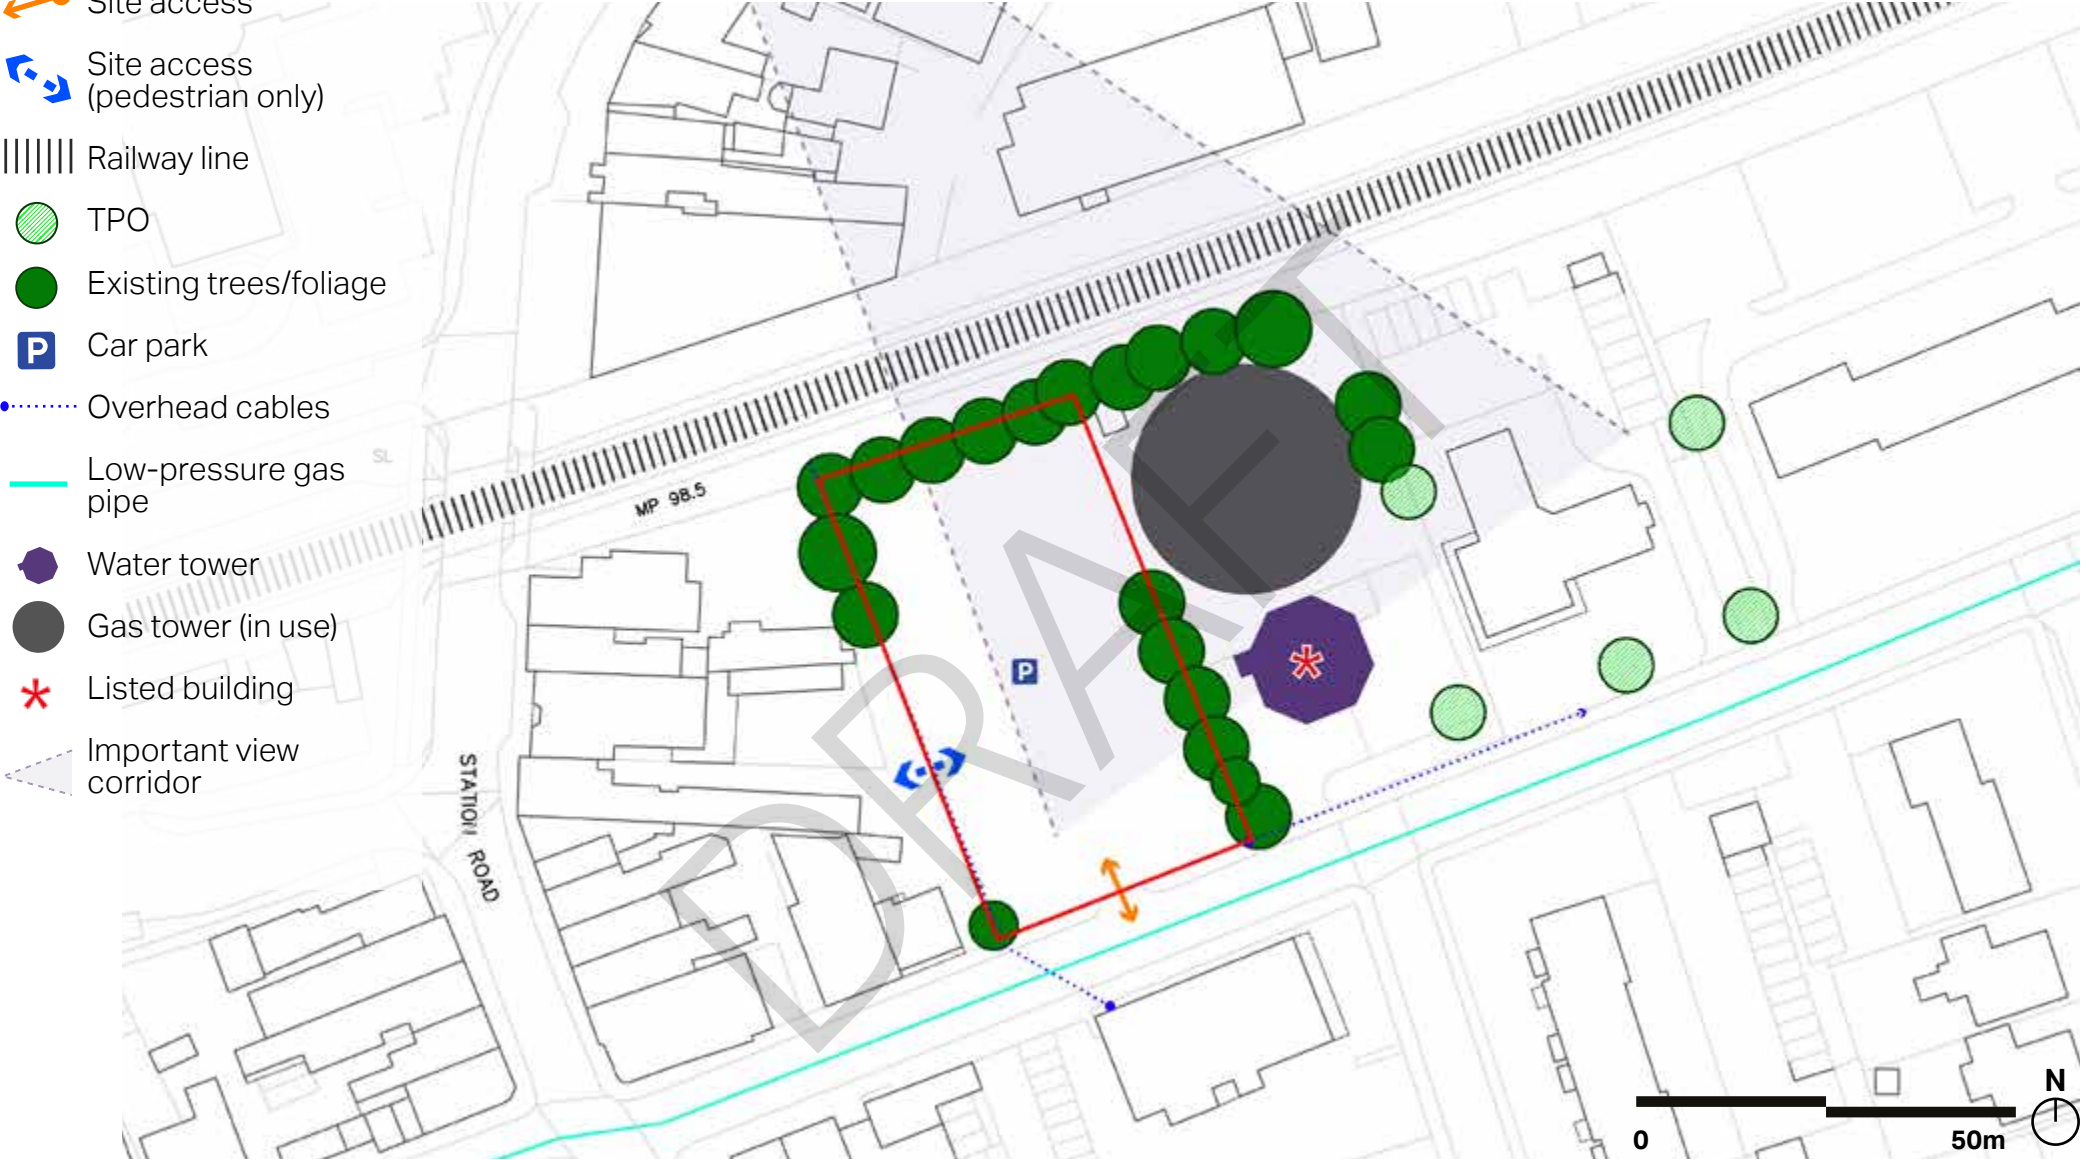 Site access
Site access
(pedestrian only)
Railway line
TPO
Existing trees/foliage
P
Car park
Overhead cables
Low-pressure gas
pipe
Water tower
Gas tower (in use)
Listed building
Important view
corridor
SL
MP 98.5
P
STATION ROAD
DRAFT
N
0
50m